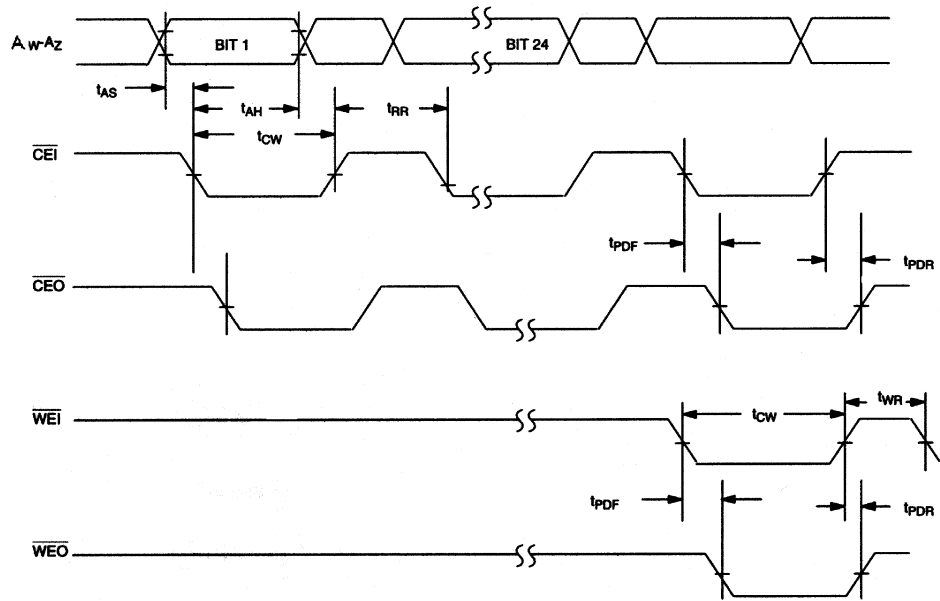 AW-AZ BIT 1 BIT 24
tAS
tAH tRR
tCW
CEI
tPDF
tPDR
CEO
tWR
WEI tCW
tPDF tPDR
WEO